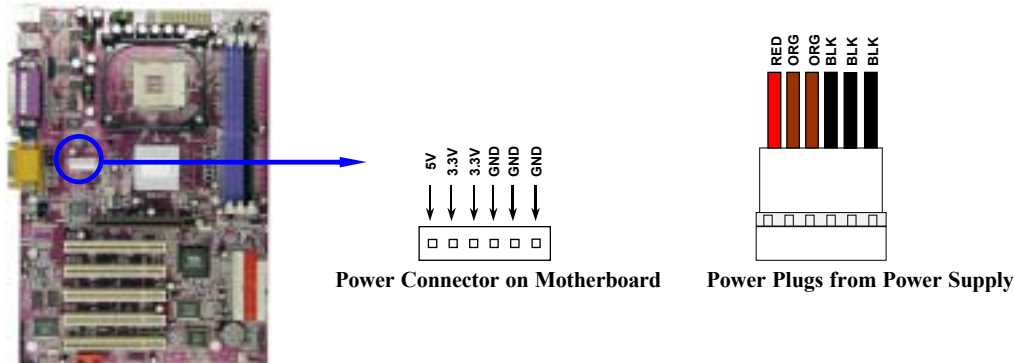 5V
3.3V
3.3V
GND
GND
GND
Power Connector on Motherboard
RED
ORG
ORG
BLK
BLK
BLK
Power Plugs from Power Supply